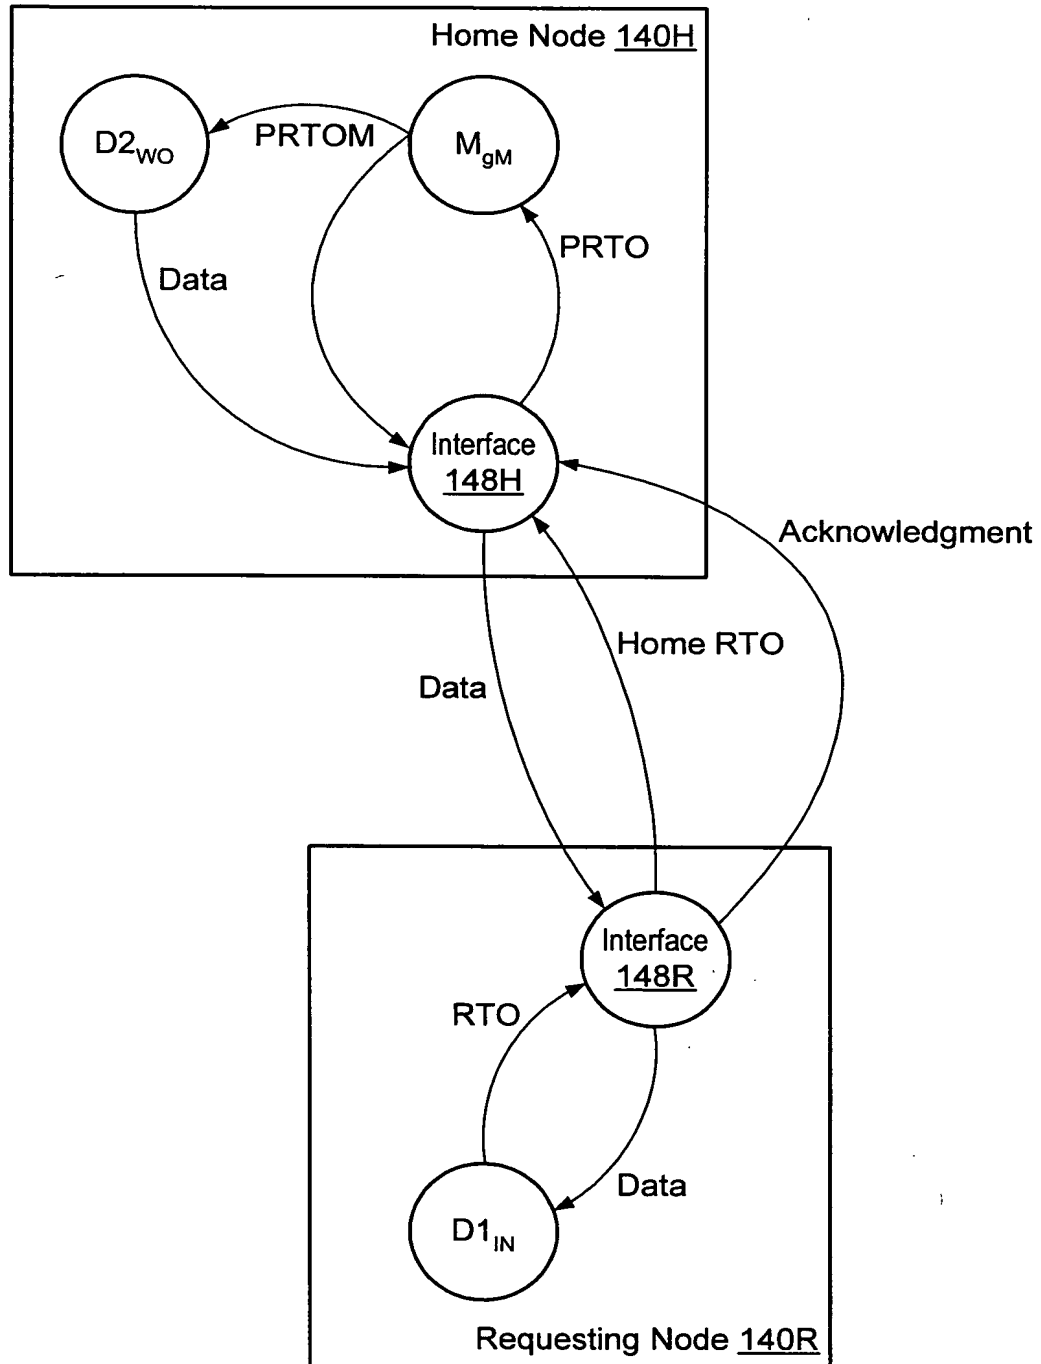 Home Node 140H
D2WO
PRTOM
MgM
PRTO
Data
Interface
148H
Acknowledgment
Home RTO
Data
Interface
148R
RTO
Data
D1IN
Requesting Node 140R